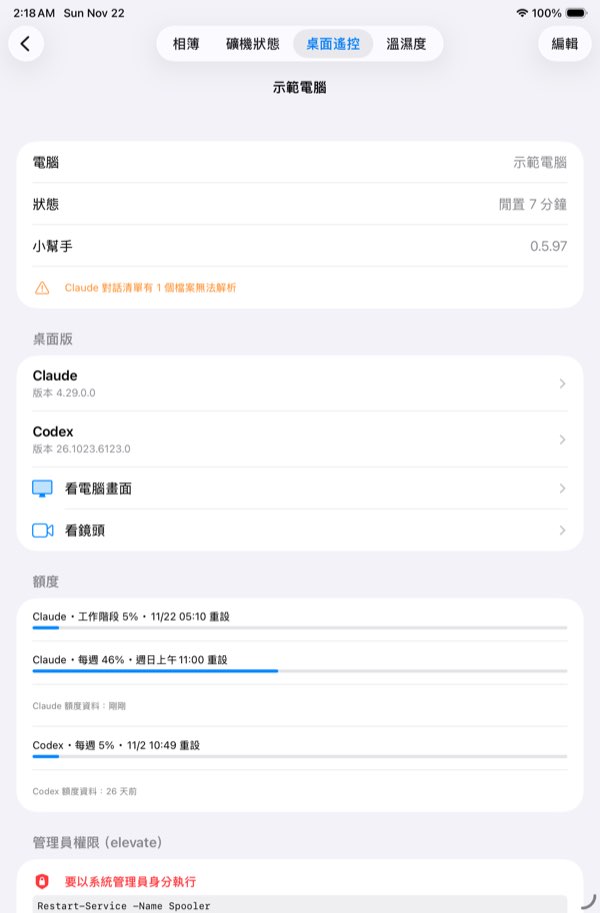 2:18 AM Sun Nov 22
100%
相簿 礦機狀態 桌面遙控 溫濕度
編輯
示範電腦
電腦 示範電腦
狀態 閒置 7 分鐘
小幫手 0.5.97
Claude 對話清單有 1 個檔案無法解析
桌面版
Claude
版本 4.29.0.0
Codex
版本 26.1023.6123.0
看電腦畫面
看鏡頭
額度
Claude・工作階段 5%・11/22 05:10 重設
Claude・每週 46%・週日上午11:00 重設
Claude 額度資料：剛剛
Codex・每週 5%・11/2 10:49 重設
Codex 額度資料：26 天前
管理員權限（elevate）
要以系統管理員身分執行
Restart-Service -Name Spooler